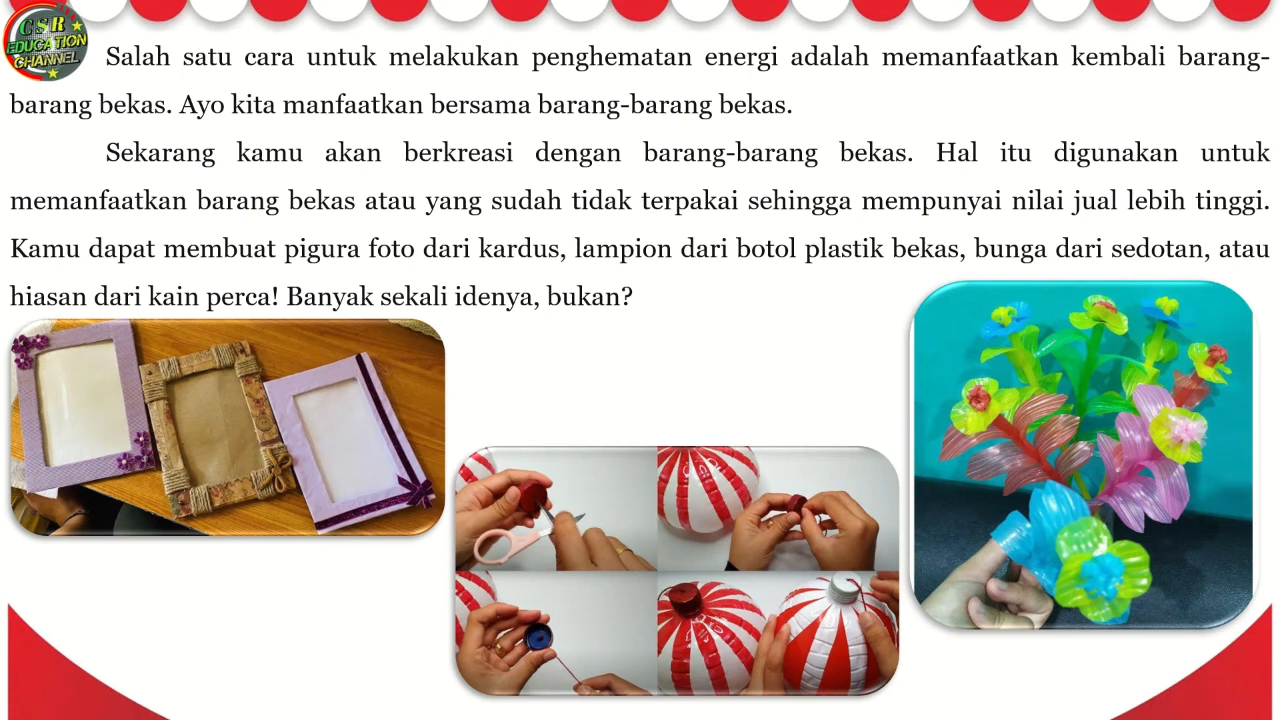 CSR
EDUCATION
CHANNEL
Salah satu cara untuk melakukan penghematan energi adalah memanfaatkan kembali barang-
barang bekas. Ayo kita manfaatkan bersama barang-barang bekas.
Sekarang kamu akan berkreasi dengan barang-barang bekas. Hal itu digunakan untuk
memanfaatkan barang bekas atau yang sudah tidak terpakai sehingga mempunyai nilai jual lebih tinggi.
Kamu dapat membuat pigura foto dari kardus, lampion dari botol plastik bekas, bunga dari sedotan, atau
hiasan dari kain perca! Banyak sekali idenya, bukan?